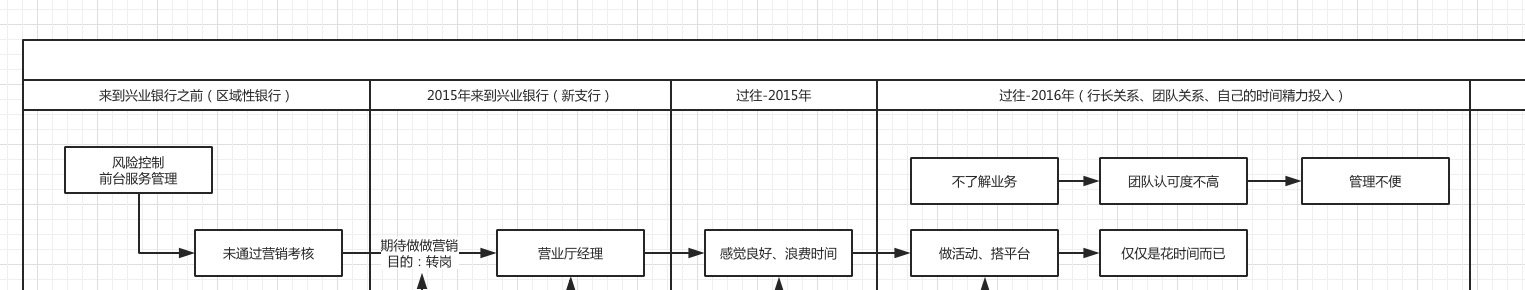 来到兴业银行之前（区域性银行）
2015年来到兴业银行（新支行）
过往-2015年
过往-2016年（行长关系、团队关系、自己的时间精力投入）
风险控制
前台服务管理
不了解业务
团队认可度不高
管理不便
未通过营销考核
期待做做营销
目的：转岗
营业厅经理
感觉良好、浪费时间
做活动、搭平台
仅仅是花时间而已